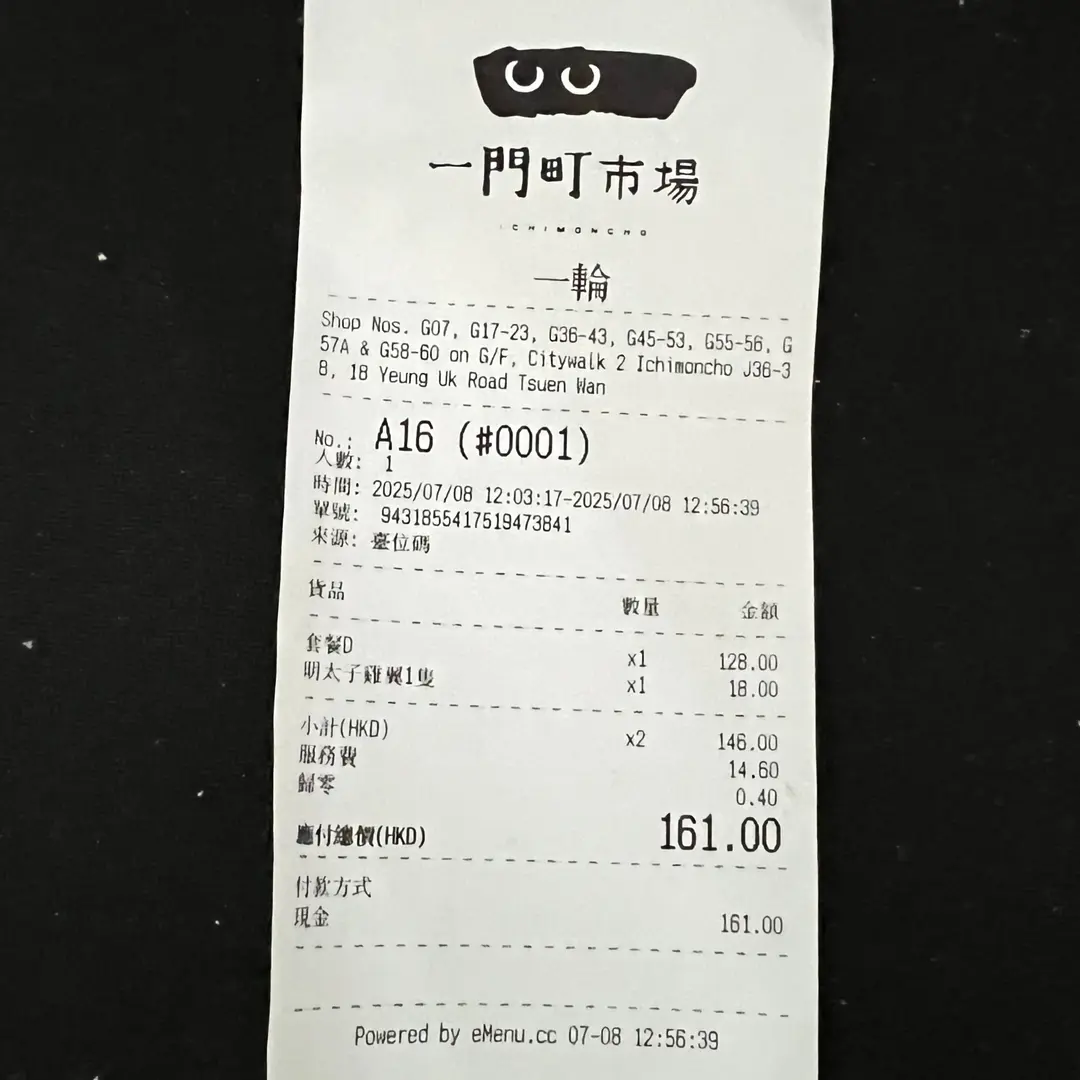 一門町市場
ICHIMONCHO
一輪
Shop Nos. G07, G17-23, G36-43, G45-53, G55-56, G
57A & G58-60 on G/F, Citywalk 2 Ichimoncho J36-3
8, 18 Yeung Uk Road Tsuen Wan
No.: A16 (#0001)
人數: 1
時間: 2025/07/08 12:03:17-2025/07/08 12:56:39
單號: 9431855417519473841
來源: 臺位碼
貨品 數量 金額
套餐D x1 128.00
明太子雞翼1隻 x1 18.00
小計(HKD) x2 146.00
服務費 14.60
歸零 0.40
應付總價(HKD) 161.00
付款方式
現金 161.00
Powered by eMenu.cc 07-08 12:56:39